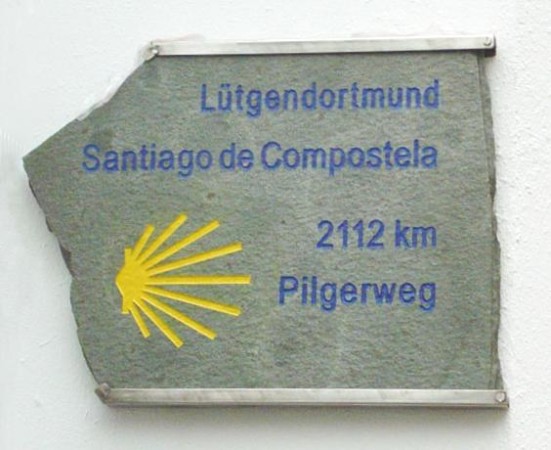 Lütgendortmund
Santiago de Compostela
2112 km
Pilgerweg